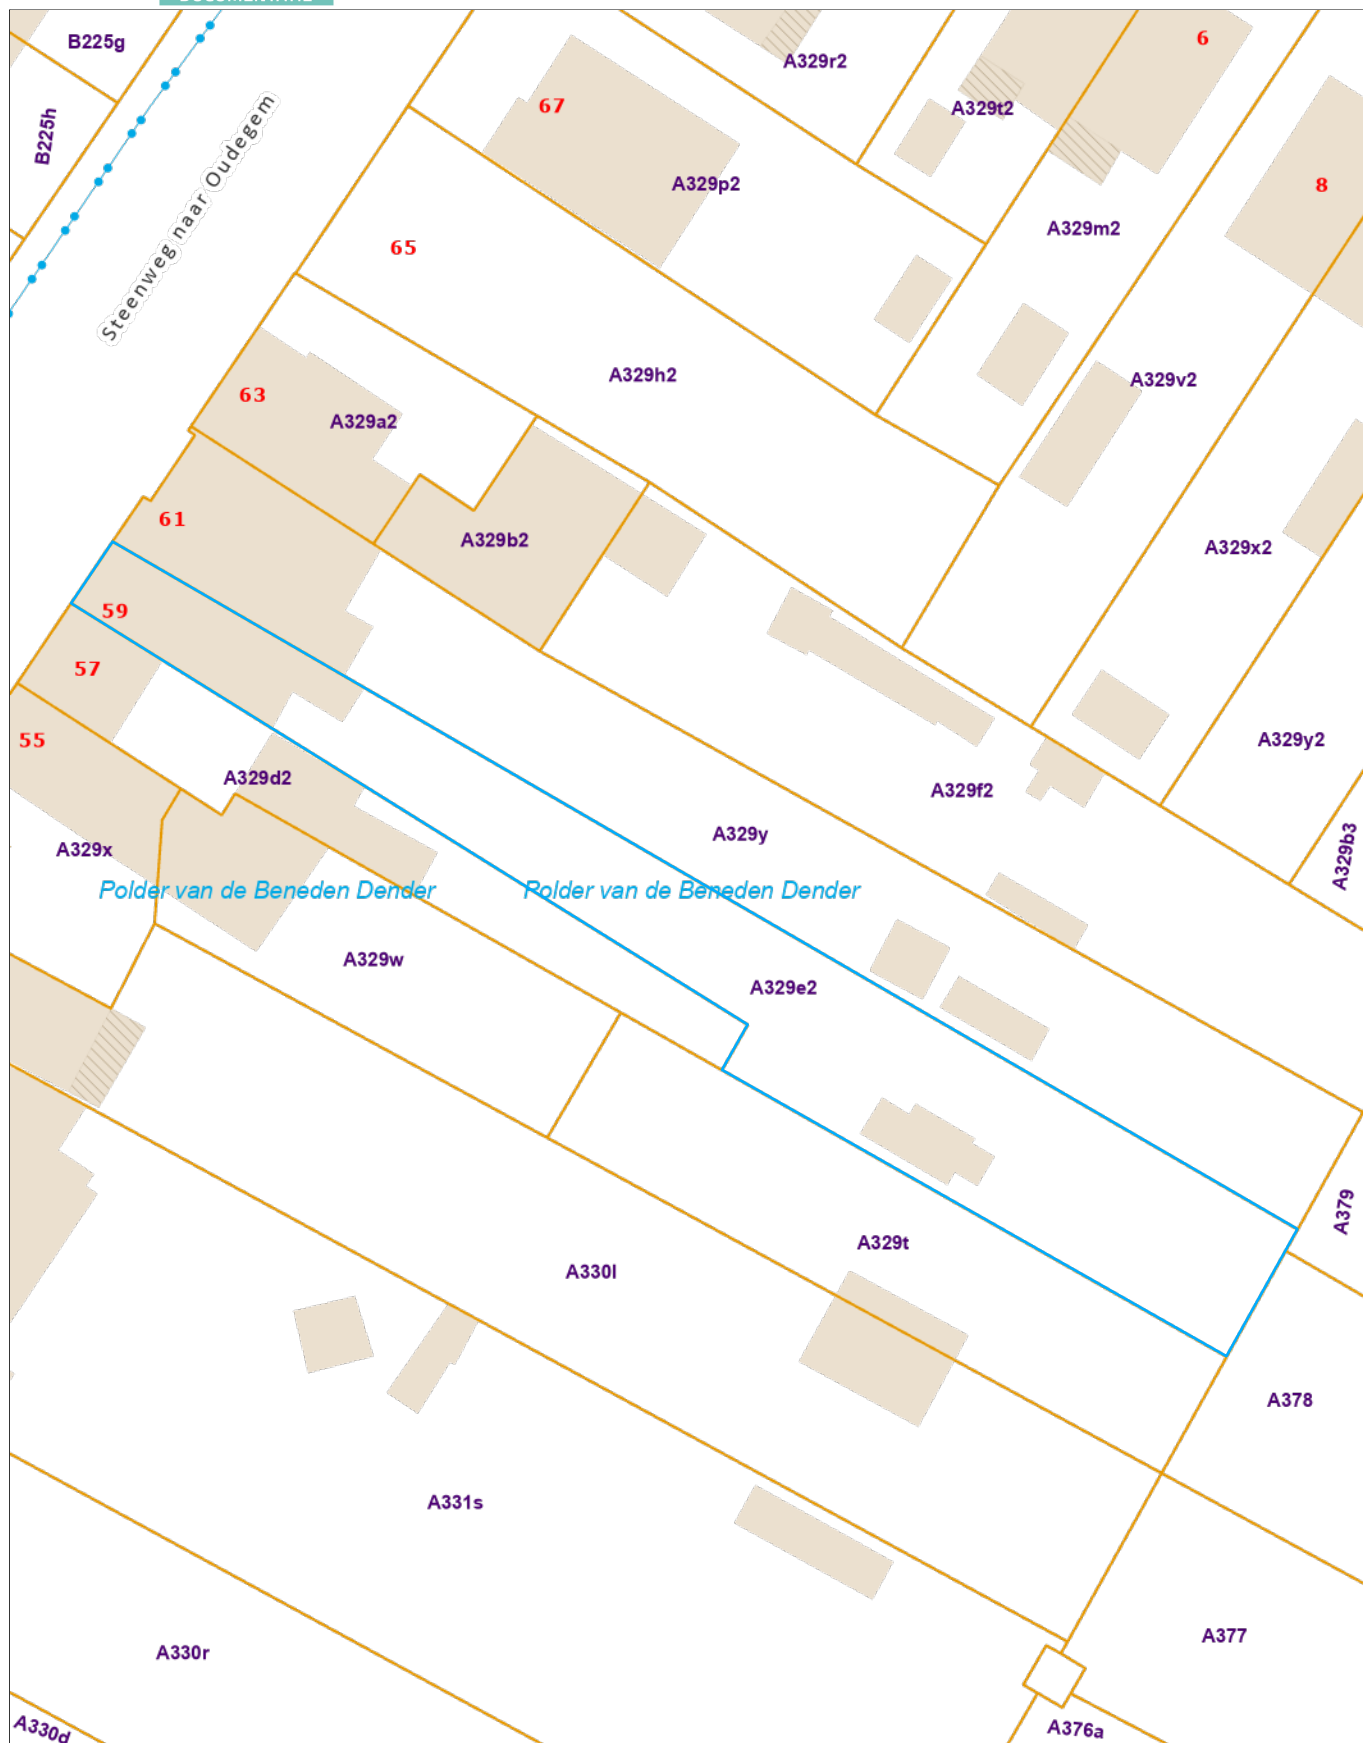 B225g
6
A329r2
67
A329t2
B225h
Steenweg naar Oudegem
A329p2
8
A329m2
65
A329h2
A329v2
63
A329a2
61
A329b2
A329x2
59
57
55
A329y2
A329d2
A329f2
A329y
A329x
A329b3
Polder van de Beneden Dender
Polder van de Beneden Dender
A329w
A329e2
A379
A329t
A330l
A378
A331s
A377
A330r
A330d
A376a